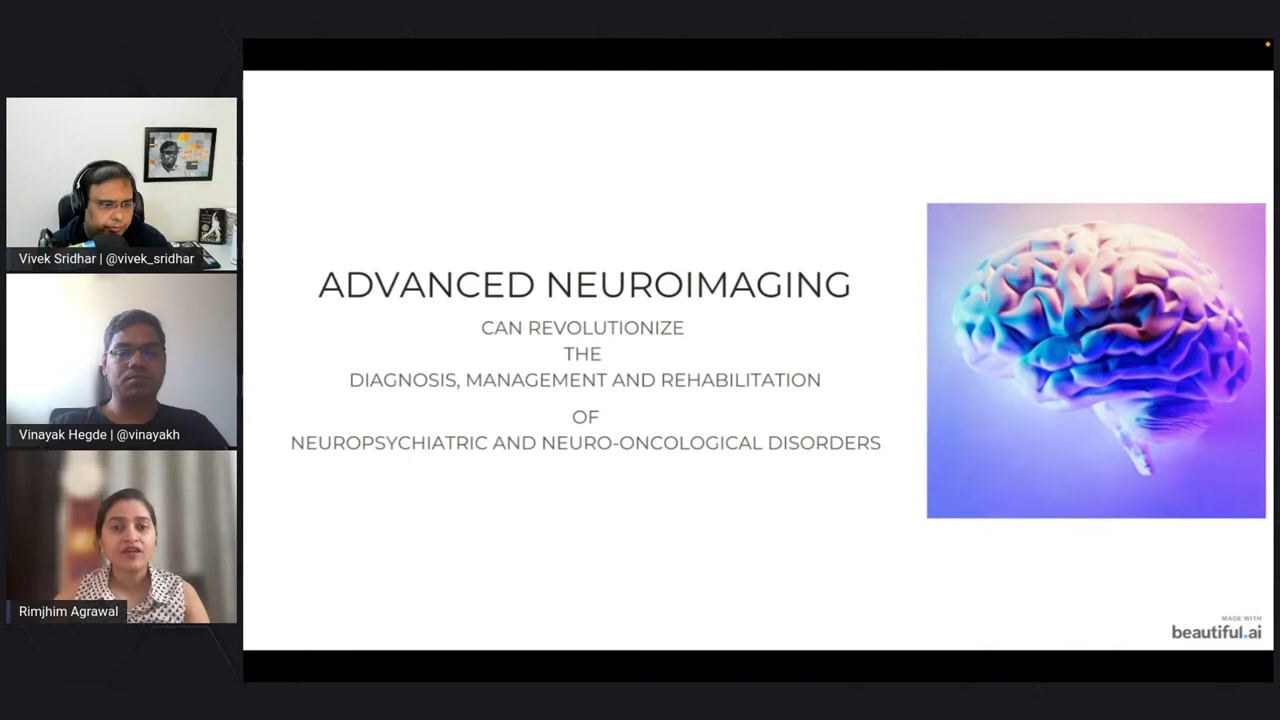 Vivek Sridhar | @vivek_sridhar
Vinayak Hegde | @vinayakh
Rimjhim Agrawal
ADVANCED NEUROIMAGING
CAN REVOLUTIONIZE
THE
DIAGNOSIS, MANAGEMENT AND REHABILITATION
OF
NEUROPSYCHIATRIC AND NEURO-ONCOLOGICAL DISORDERS
MADE WITH
beautiful.ai